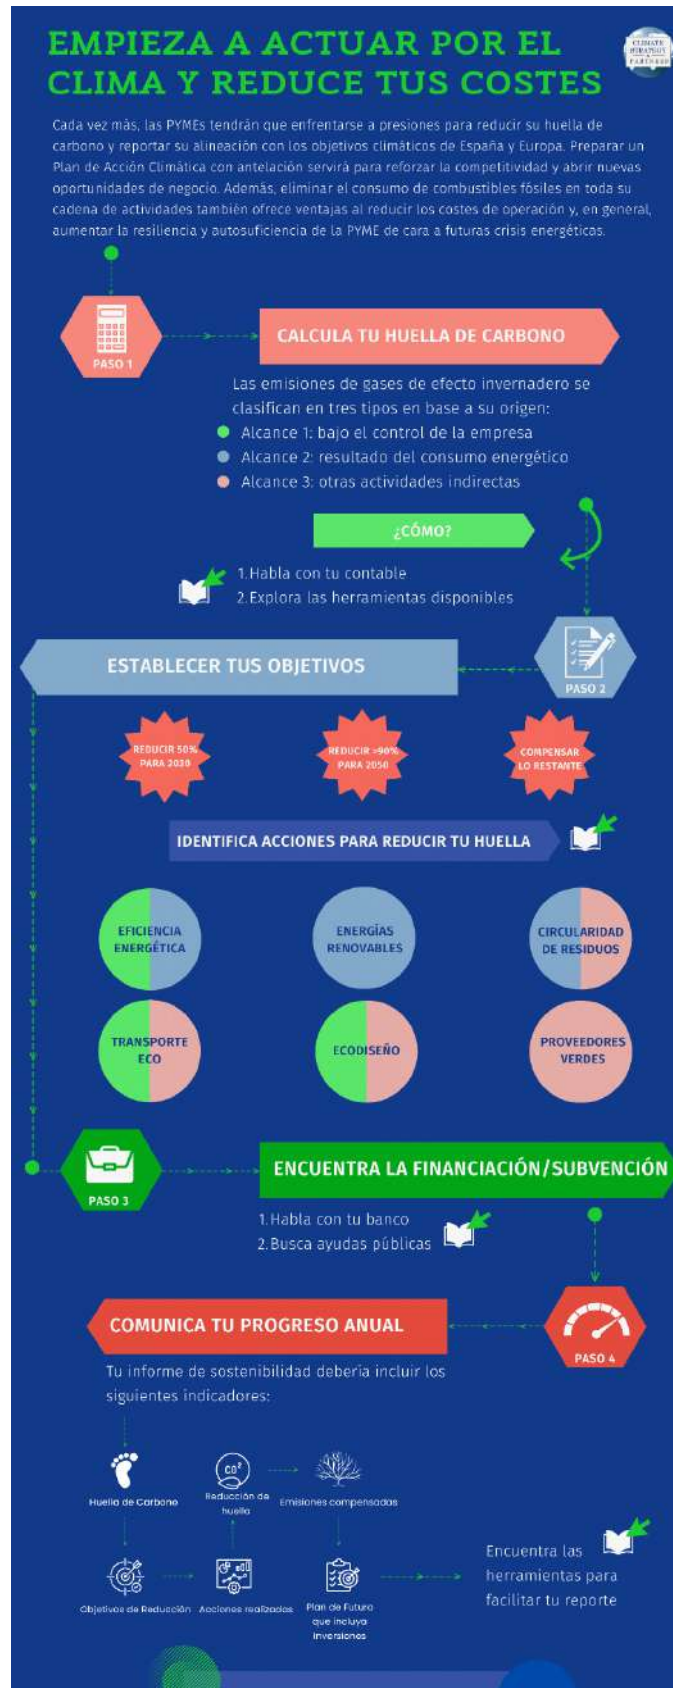 EMPIEZA A ACTUAR POR EL
CLIMA Y REDUCE TUS COSTES
CLIMATE
STRATEGY
&
PARTNERS
Cada vez más, las PYMEs tendrán que enfrentarse a presiones para reducir su huella de
carbono y reportar su alineación con los objetivos climáticos de España y Europa. Preparar un
Plan de Acción Climática con antelación servirá para reforzar la competitividad y abrir nuevas
oportunidades de negocio. Además, eliminar el consumo de combustibles fósiles en toda su
cadena de actividades también ofrece ventajas al reducir los costes de operación y, en general,
aumentar la resiliencia y autosuficiencia de la PYME de cara a futuras crisis energéticas.
PASO 1
CALCULA TU HUELLA DE CARBONO
Las emisiones de gases de efecto invernadero se
clasifican en tres tipos en base a su origen:
Alcance 1: bajo el control de la empresa
Alcance 2: resultado del consumo energético
Alcance 3: otras actividades indirectas
¿CÓMO?
1.Habla con tu contable
2.Explora las herramientas disponibles
ESTABLECER TUS OBJETIVOS
PASO 2
REDUCIR 50%
PARA 2030
REDUCIR >90%
PARA 2050
COMPENSAR
LO RESTANTE
IDENTIFICA ACCIONES PARA REDUCIR TU HUELLA
EFICIENCIA
ENERGÉTICA
ENERGÍAS
RENOVABLES
CIRCULARIDAD
DE RESIDUOS
TRANSPORTE
ECO
ECODISEÑO
PROVEEDORES
VERDES
PASO 3
ENCUENTRA LA FINANCIACIÓN/SUBVENCIÓN
1.Habla con tu banco
2.Busca ayudas públicas
COMUNICA TU PROGRESO ANUAL
PASO 4
Tu informe de sostenibilidad debería incluir los
siguientes indicadores:
Huella de Carbono
CO²
Reducción de
huella
Emisiones compensadas
Objetivos de Reducción
Acciones realizadas
Plan de Futuro
que incluya
inversiones
Encuentra las
herramientas para
facilitar tu reporte